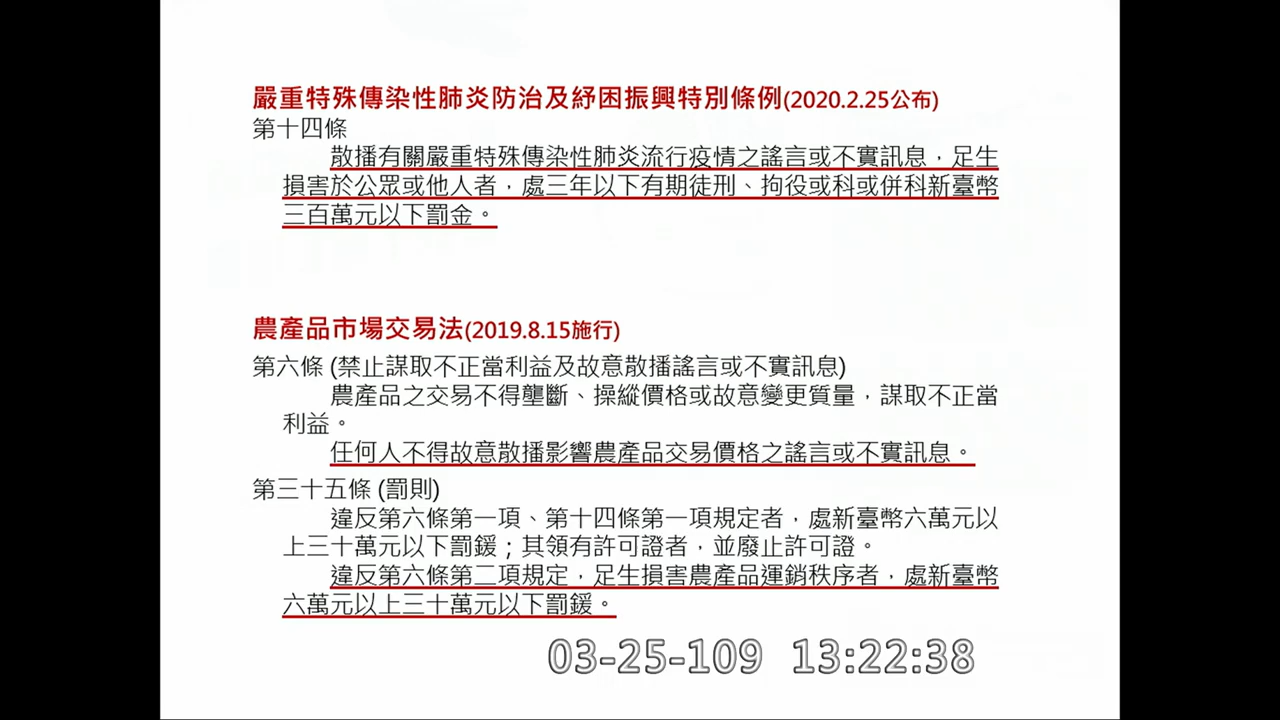 嚴重特殊傳染性肺炎防治及紓困振興特別條例(2020.2.25公布)
第十四條
散播有關嚴重特殊傳染性肺炎流行疫情之謠言或不實訊息，足生
損害於公眾或他人者，處三年以下有期徒刑、拘役或科或併科新臺幣
三百萬元以下罰金。
農產品市場交易法(2019.8.15施行)
第六條 (禁止謀取不正當利益及故意散播謠言或不實訊息)
農產品之交易不得壟斷、操縱價格或故意變更質量，謀取不正當
利益。
任何人不得故意散播影響農產品交易價格之謠言或不實訊息。
第三十五條 (罰則)
違反第六條第一項、第十四條第一項規定者，處新臺幣六萬元以
上三十萬元以下罰鍰；其領有許可證者，並廢止許可證。
違反第六條第二項規定，足生損害農產品運銷秩序者，處新臺幣
六萬元以上三十萬元以下罰鍰。
03-25-109 13:22:38